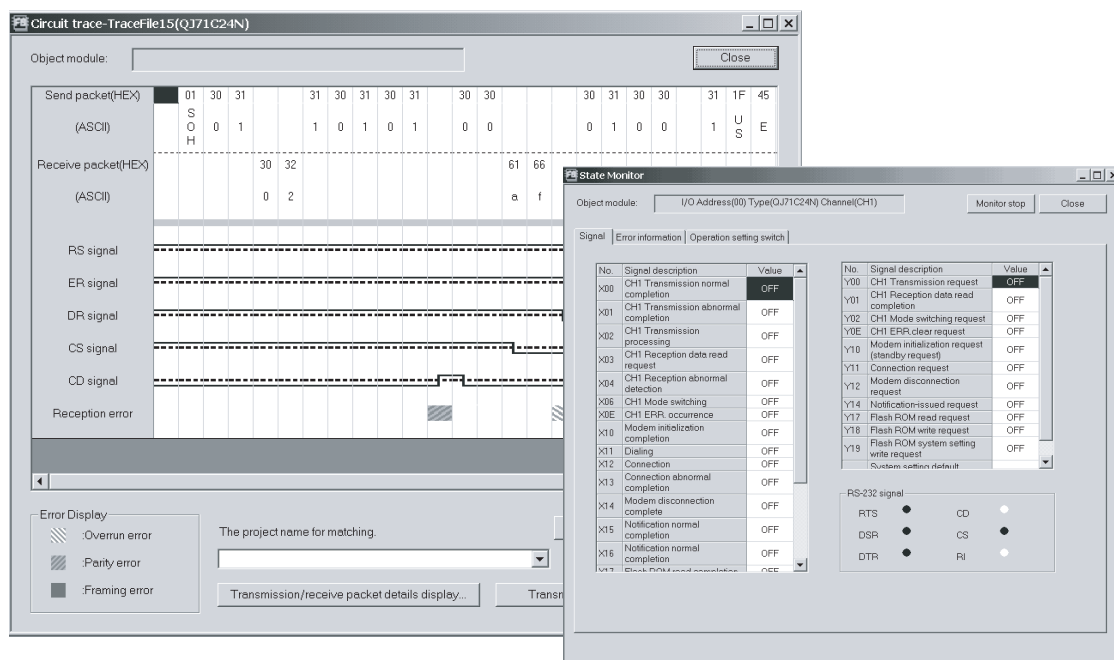 Circuit trace-TraceFile15(QJ71C24N)
Object module:
Close
Send packet(HEX) 01 30 31 31 30 31 30 31 30 30 30 31 30 30 31 1F 45
(ASCII) SOH 0 1 1 0 1 0 1 0 0 0 1 0 0 1 US E
Receive packet(HEX) 30 32 61 66
(ASCII) 0 2 a f
RS signal
ER signal
DR signal
CS signal
CD signal
Reception error
Error Display
:Overrun error
:Parity error
:Framing error
The project name for matching.
Transmission/receive packet details display...
Transm
State Monitor
Object module: I/O Address(00) Type(QJ71C24N) Channel(CH1)
Monitor stop Close
Signal Error information Operation setting switch
No. Signal description Value
X00 CH1 Transmission normal completion OFF
X01 CH1 Transmission abnormal completion OFF
X02 CH1 Transmission processing OFF
X03 CH1 Reception data read request OFF
X04 CH1 Reception abnormal detection OFF
X06 CH1 Mode switching OFF
X0E CH1 ERR. occurrence OFF
X10 Modem initialization completion OFF
X11 Dialing OFF
X12 Connection OFF
X13 Connection abnormal completion OFF
X14 Modem disconnection complete OFF
X15 Notification normal completion OFF
X16 Notification normal completion OFF
X17 Flash ROM read completion OFF
No. Signal description Value
Y00 CH1 Transmission request OFF
Y01 CH1 Reception data read completion OFF
Y02 CH1 Mode switching request OFF
Y0E CH1 ERR.clear request OFF
Y10 Modem initialization request (standby request) OFF
Y11 Connection request OFF
Y12 Modem disconnection request OFF
Y14 Notification-issued request OFF
Y17 Flash ROM read request OFF
Y18 Flash ROM write request OFF
Y19 Flash ROM system setting write request OFF
System setting default
RS-232 signal
RTS CD
DSR CS
DTR RI